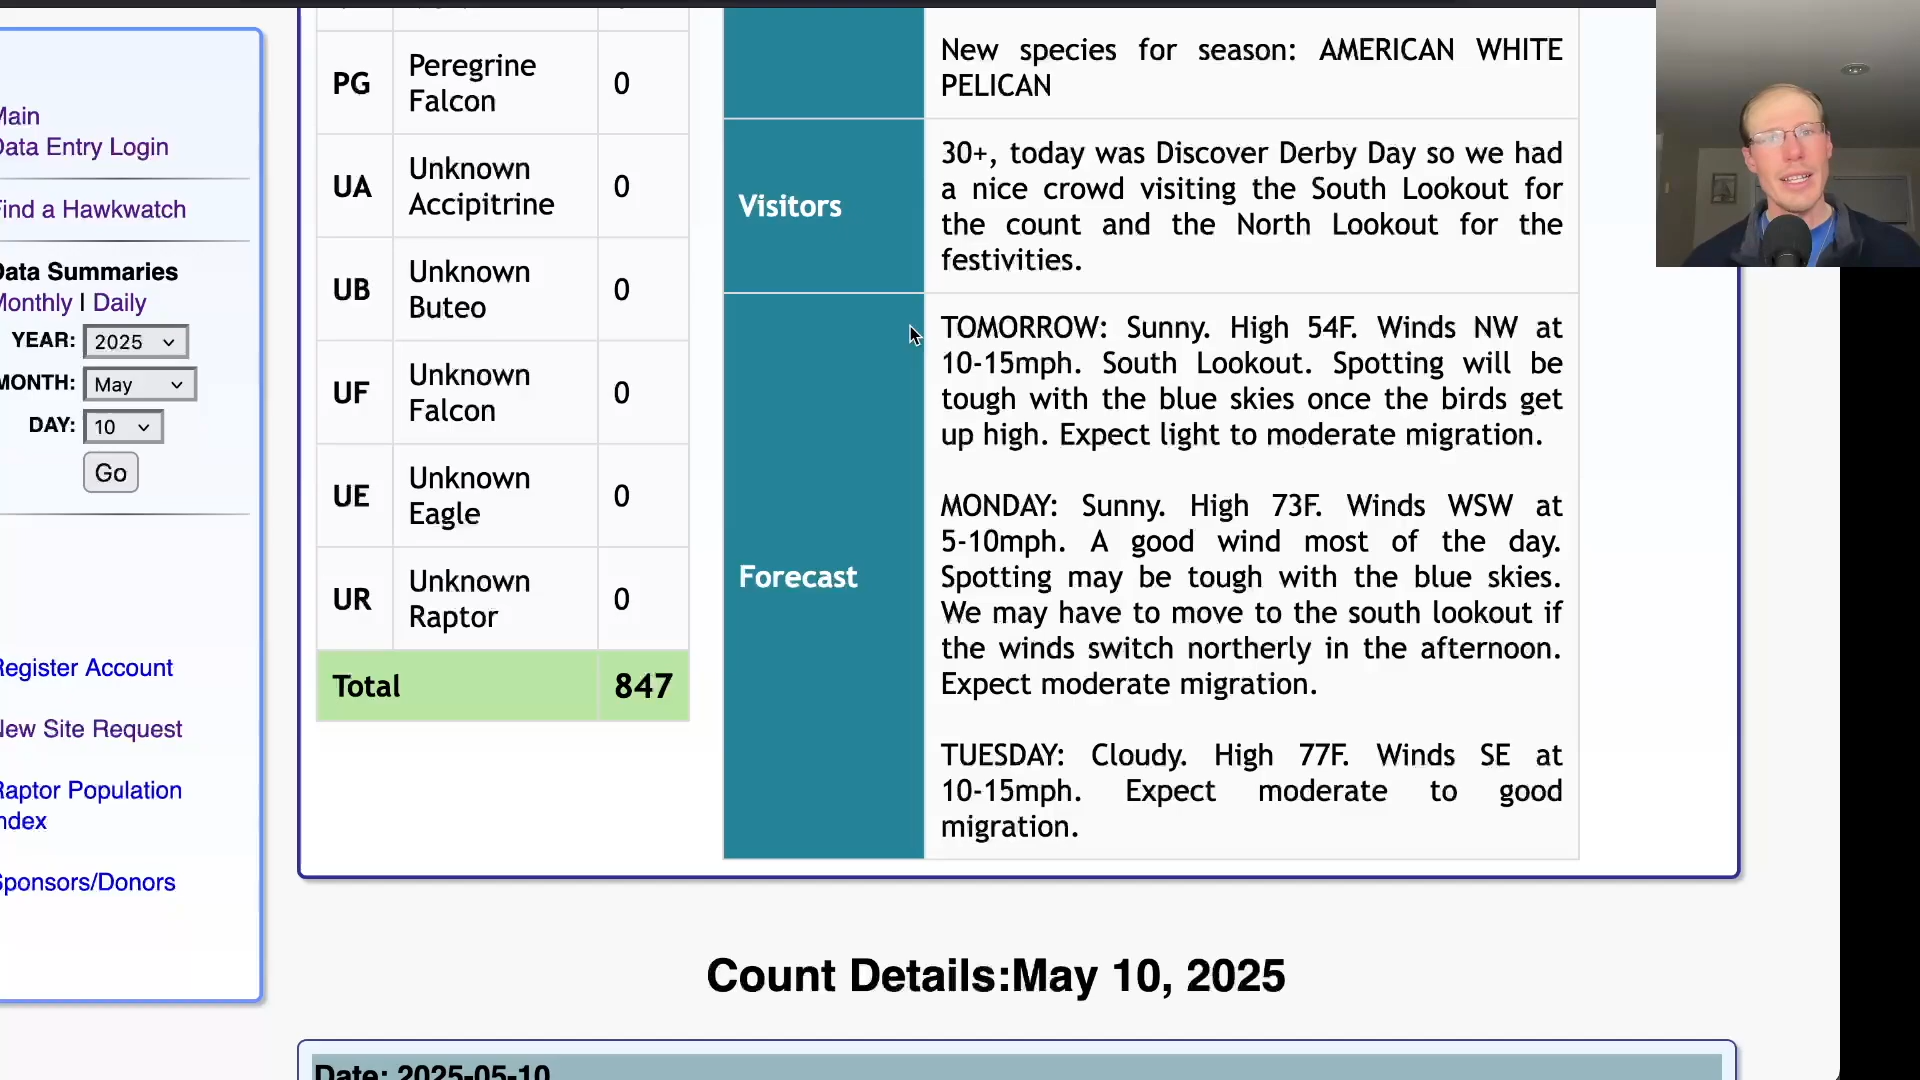 Main
Data Entry Login
Find a Hawkwatch
Data Summaries
Monthly | Daily
YEAR: 2025
MONTH: May
DAY: 10
Go
Register Account
New Site Request
Raptor Population
Index
Sponsors/Donors
PG Peregrine Falcon 0
UA Unknown Accipitrine 0
UB Unknown Buteo 0
UF Unknown Falcon 0
UE Unknown Eagle 0
UR Unknown Raptor 0
Total 847
New species for season: AMERICAN WHITE
PELICAN
Visitors
30+, today was Discover Derby Day so we had
a nice crowd visiting the South Lookout for
the count and the North Lookout for the
festivities.
Forecast
TOMORROW: Sunny. High 54F. Winds NW at
10-15mph. South Lookout. Spotting will be
tough with the blue skies once the birds get
up high. Expect light to moderate migration.
MONDAY: Sunny. High 73F. Winds WSW at
5-10mph. A good wind most of the day.
Spotting may be tough with the blue skies.
We may have to move to the south lookout if
the winds switch northerly in the afternoon.
Expect moderate migration.
TUESDAY: Cloudy. High 77F. Winds SE at
10-15mph. Expect moderate to good
migration.
Count Details:May 10, 2025
Date: 2025-05-10